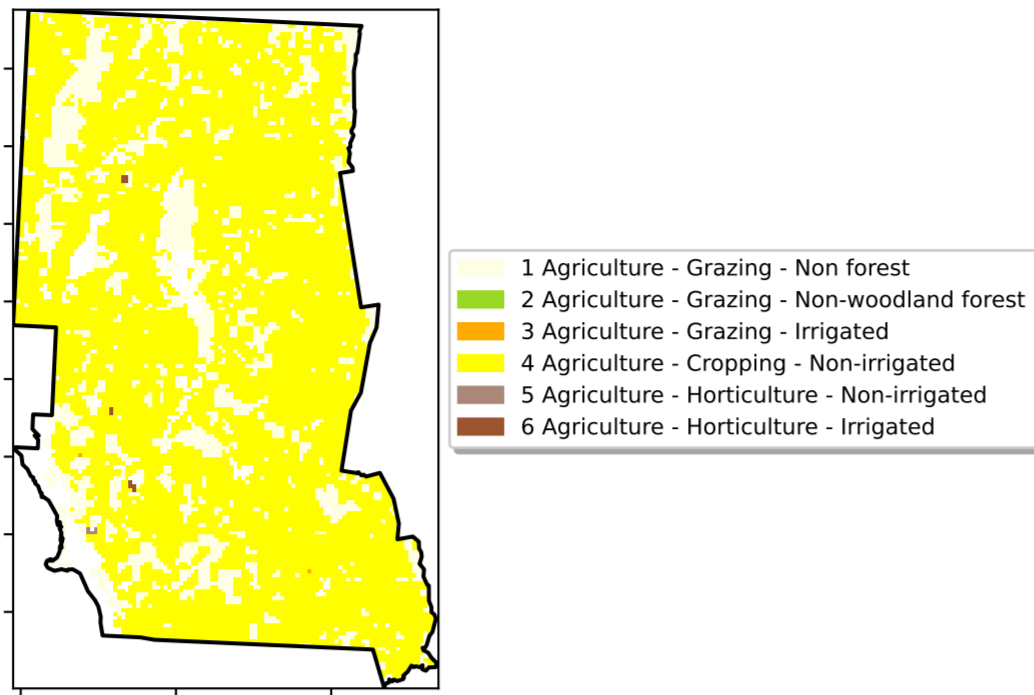 1 Agriculture - Grazing - Non forest
2 Agriculture - Grazing - Non-woodland forest
3 Agriculture - Grazing - Irrigated
4 Agriculture - Cropping - Non-irrigated
5 Agriculture - Horticulture - Non-irrigated
6 Agriculture - Horticulture - Irrigated